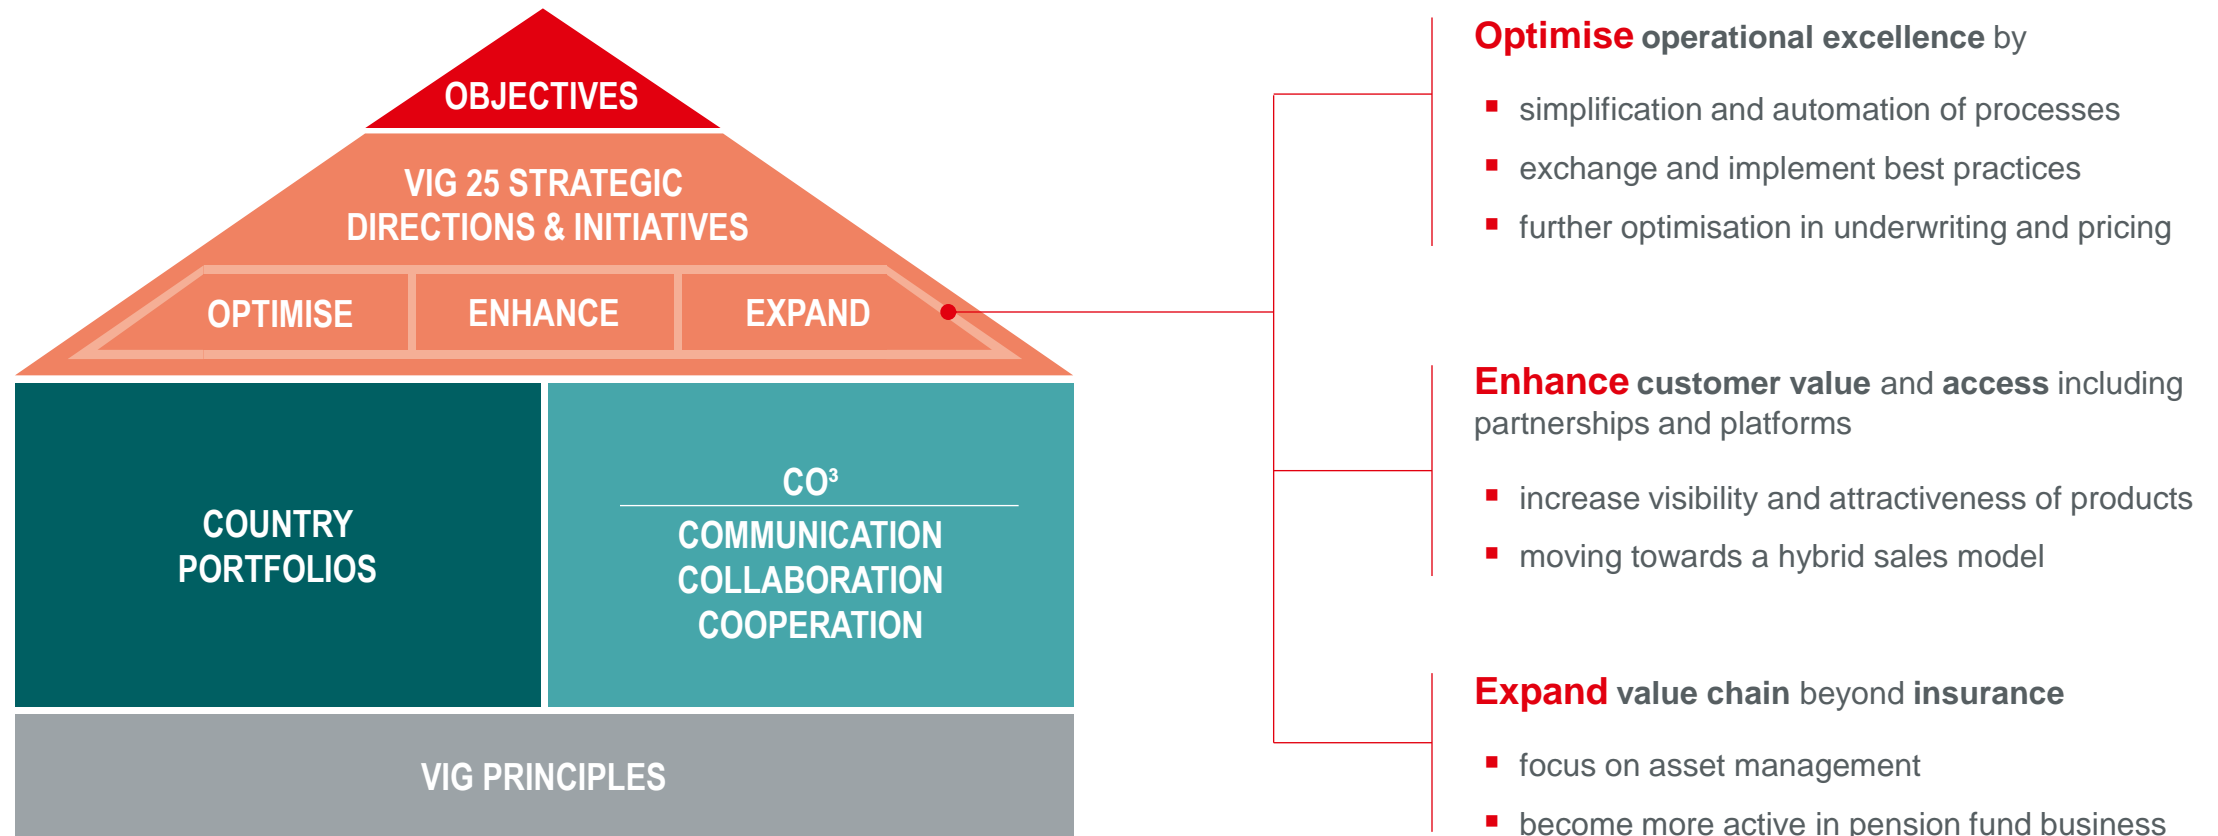 OBJECTIVES
VIG 25 STRATEGIC
DIRECTIONS & INITIATIVES
OPTIMISE
ENHANCE
EXPAND
COUNTRY
PORTFOLIOS
CO³
COMMUNICATION
COLLABORATION
COOPERATION
VIG PRINCIPLES
Optimise operational excellence by
▪ simplification and automation of processes
▪ exchange and implement best practices
▪ further optimisation in underwriting and pricing
Enhance customer value and access including
partnerships and platforms
▪ increase visibility and attractiveness of products
▪ moving towards a hybrid sales model
Expand value chain beyond insurance
▪ focus on asset management
▪ become more active in pension fund business